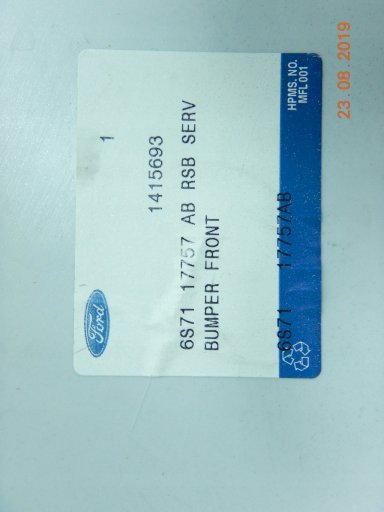 Ford
1
1415693
6S71 17757 AB RSB SERV
BUMPER FRONT
6S71 17757AB
HPMS. NO.
MFL001
23.08.2019